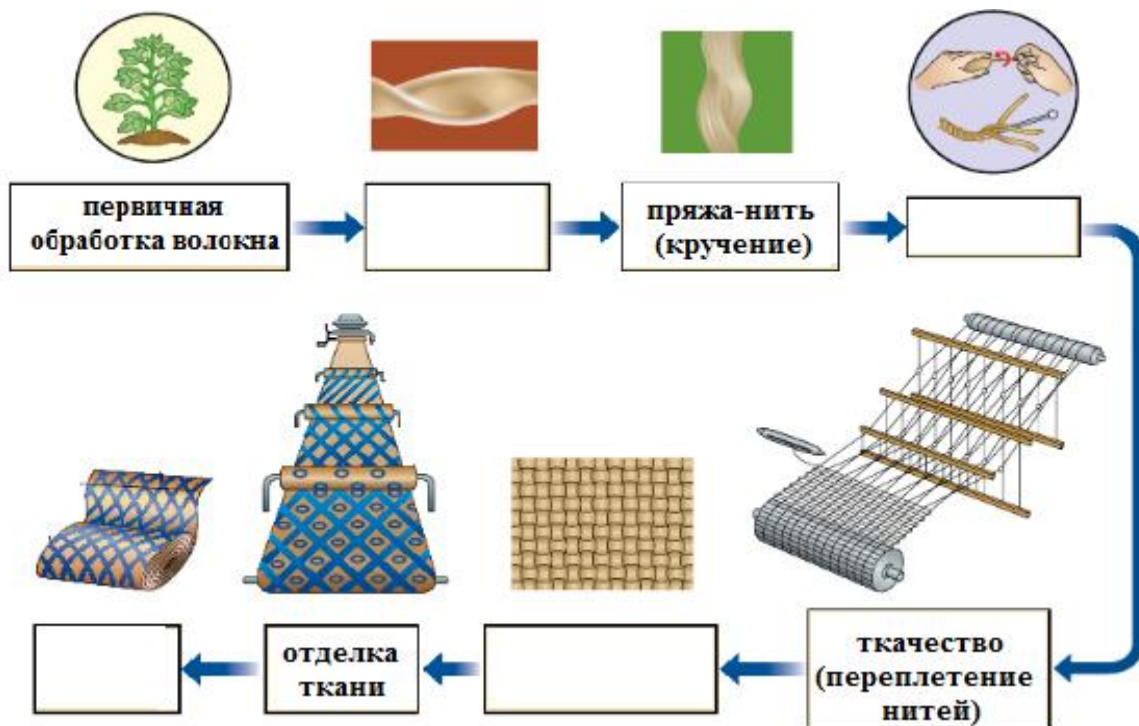 первичная
обработка волокна
пряжа-нить
(кручение)
ткачество
(переплетение
нитей)
отделка
ткани